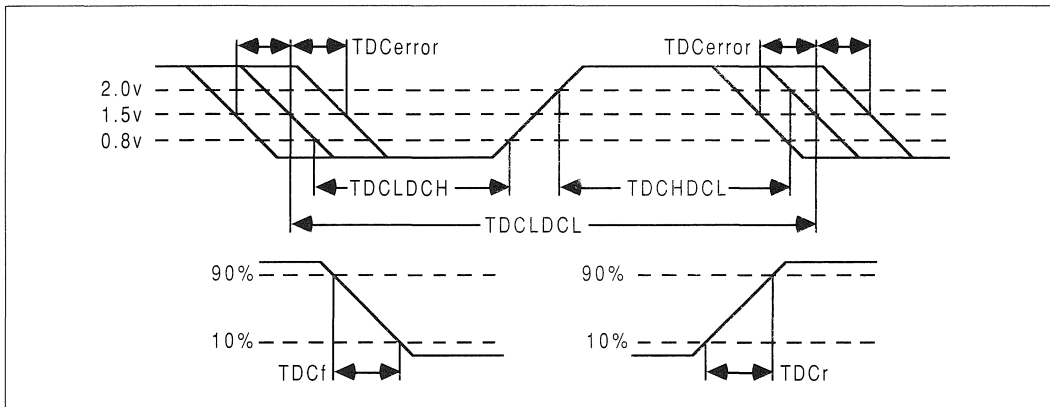 TDCerror TDCerror
2.0v
1.5v
0.8v
TDCLDCH TDCHDCL
TDCLDCL
90% 90%
10% 10%
TDCf TDCr